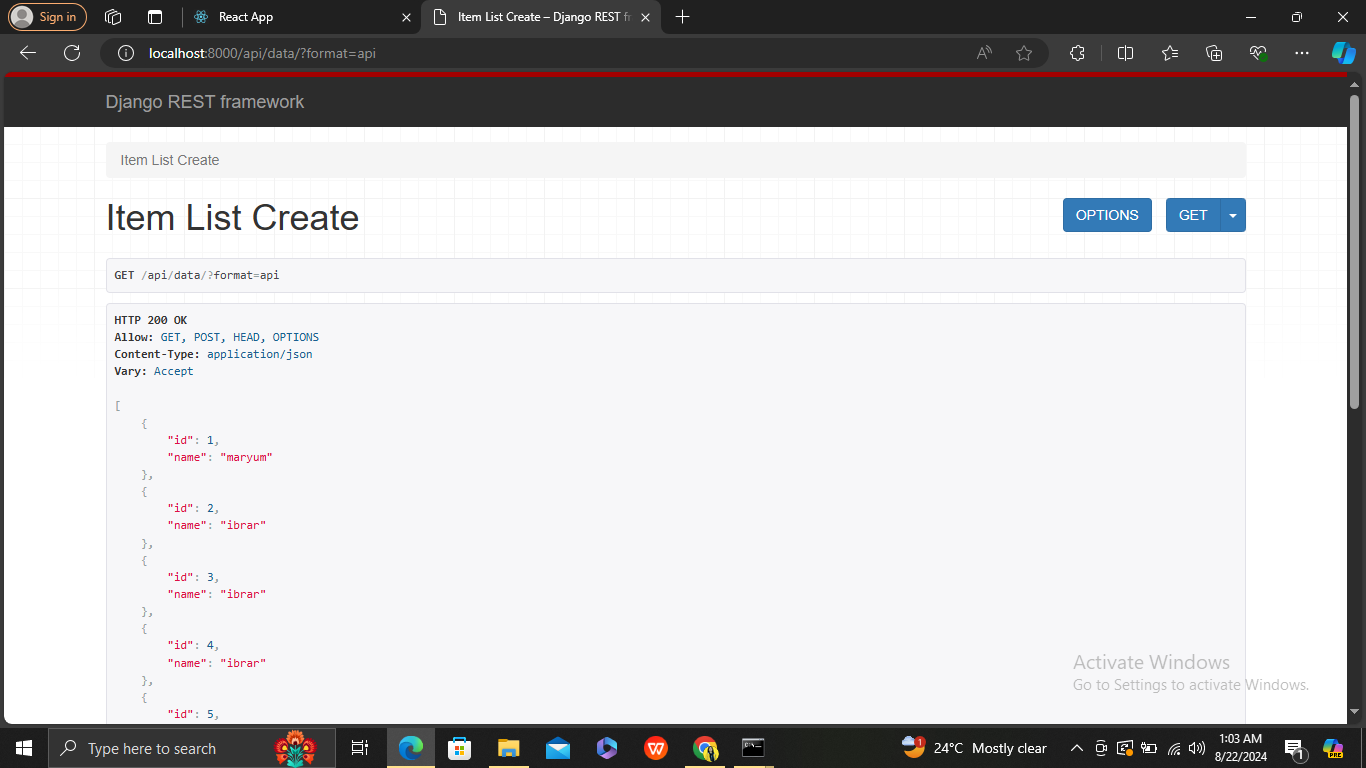 Sign in
React App
Item List Create – Django REST fr
localhost:8000/api/data/?format=api
Django REST framework
Item List Create
Item List Create
OPTIONS
GET
GET /api/data/?format=api
HTTP 200 OK
Allow: GET, POST, HEAD, OPTIONS
Content-Type: application/json
Vary: Accept
[
{
"id": 1,
"name": "maryum"
},
{
"id": 2,
"name": "ibrar"
},
{
"id": 3,
"name": "ibrar"
},
{
"id": 4,
"name": "ibrar"
},
{
"id": 5,
Activate Windows
Go to Settings to activate Windows.
Type here to search
1
24°C Mostly clear
1:03 AM
8/22/2024
1
PRE